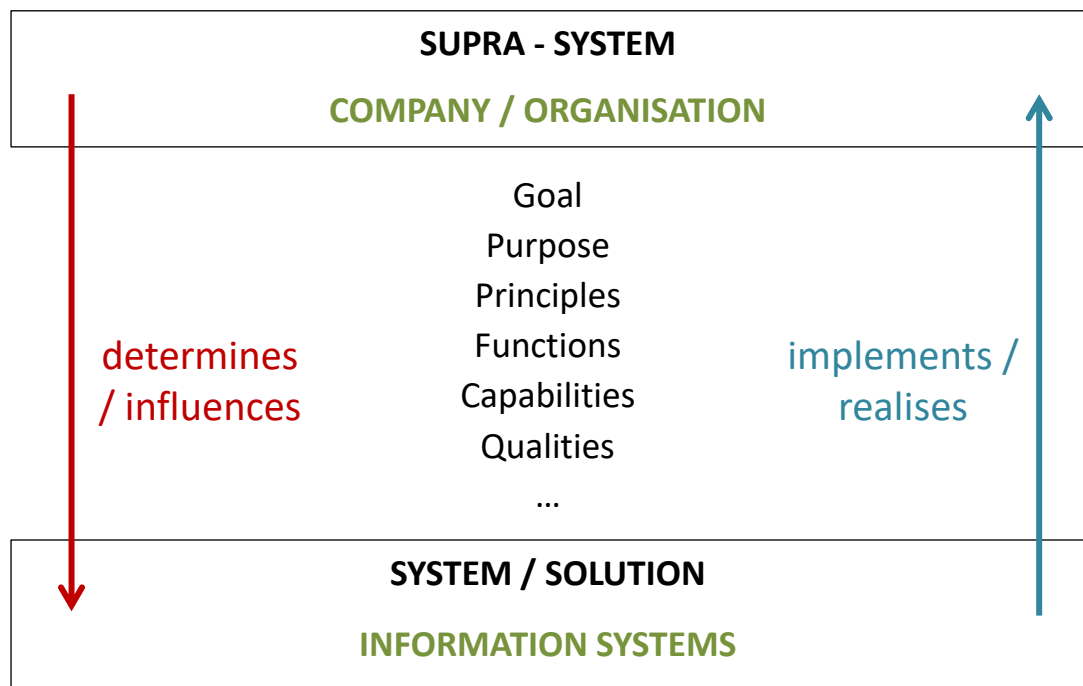 SUPRA - SYSTEM
COMPANY / ORGANISATION
Goal
Purpose
Principles
Functions
Capabilities
Qualities
…
determines
/ influences
implements /
realises
SYSTEM / SOLUTION
INFORMATION SYSTEMS